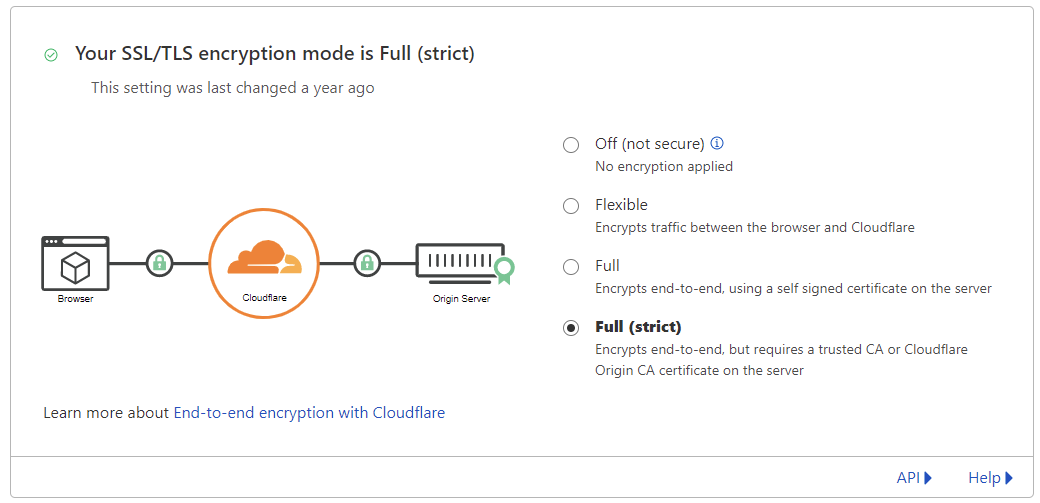 Your SSL/TLS encryption mode is Full (strict)
This setting was last changed a year ago
Off (not secure)
No encryption applied
Flexible
Encrypts traffic between the browser and Cloudflare
Full
Encrypts end-to-end, using a self signed certificate on the server
Full (strict)
Encrypts end-to-end, but requires a trusted CA or Cloudflare
Origin CA certificate on the server
Browser
Cloudflare
Origin Server
Learn more about End-to-end encryption with Cloudflare
API
Help